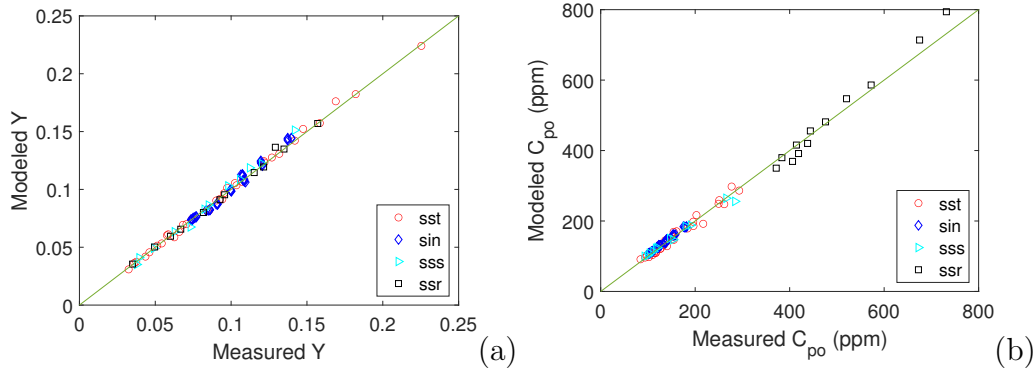 0.25
0.2
0.15
0.1
0.05
0
Modeled Y
0 0.05 0.1 0.15 0.2 0.25
Measured Y
sst
sin
sss
ssr
(a)
800
600
400
200
0
Modeled C_po (ppm)
0 200 400 600 800
Measured C_po (ppm)
sst
sin
sss
ssr
(b)